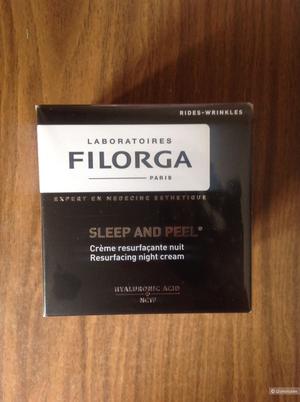 RIDES-WRINKLES
LABORATOIRES
FILORGA
PARIS
EXPERT EN MEDECINE ESTHETIQUE
SLEEP AND PEEL®
Crème resurfaçante nuit
Resurfacing night cream
HYALURONIC ACID
+
NCTF